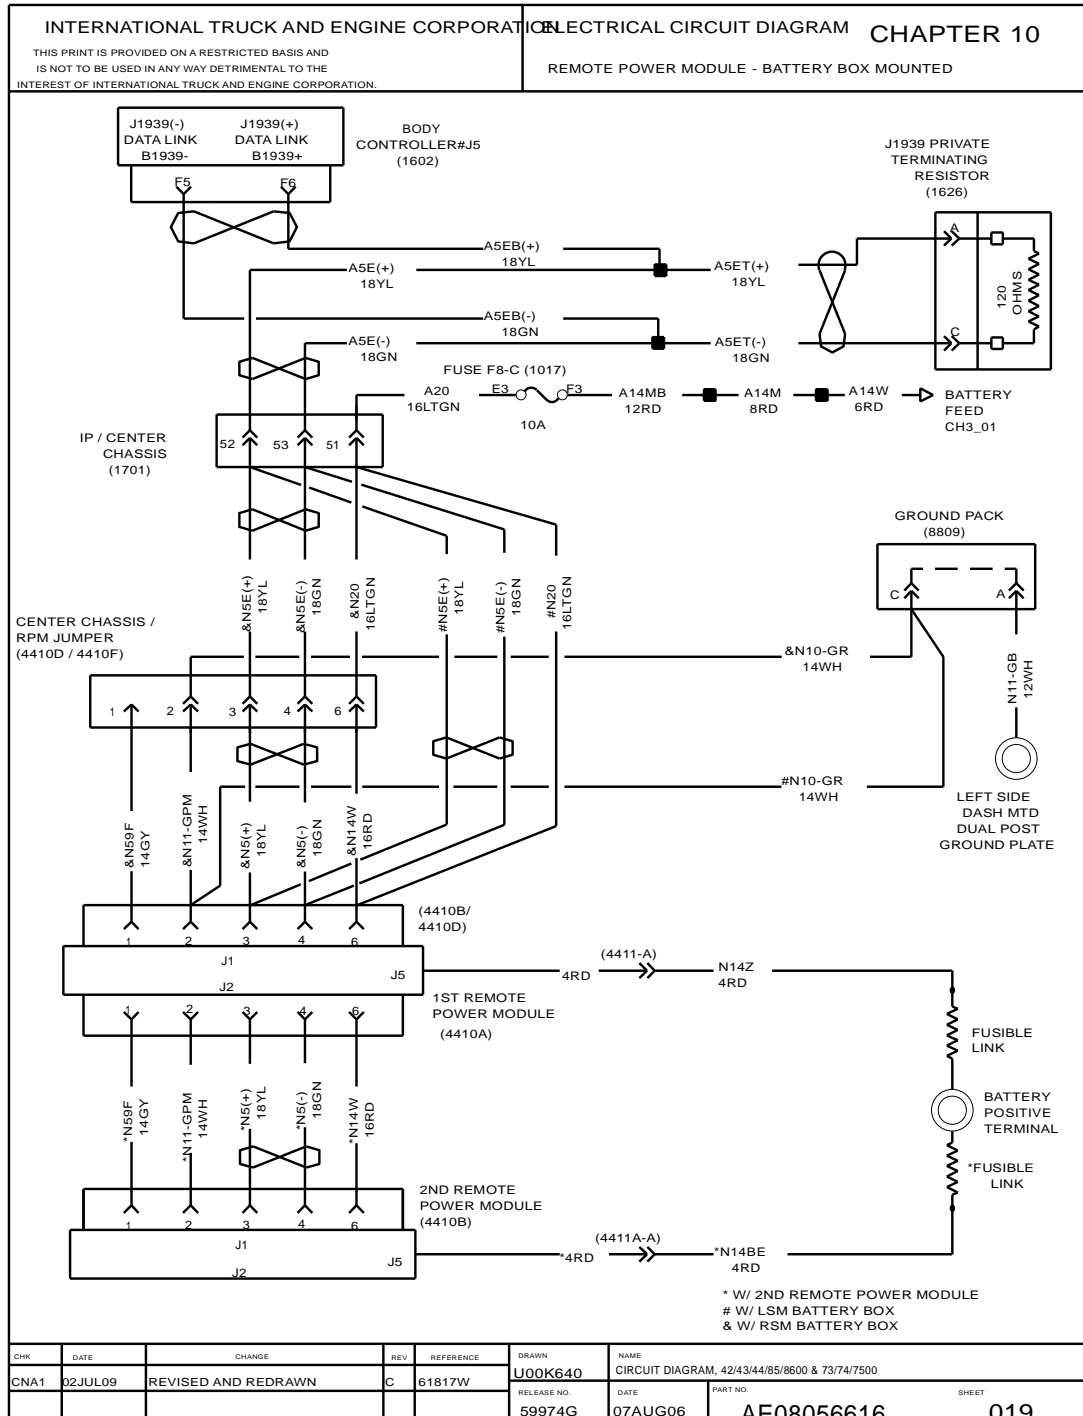 INTERNATIONAL TRUCK AND ENGINE CORPORATION
ELECTRICAL CIRCUIT DIAGRAM
CHAPTER 10
THIS PRINT IS PROVIDED ON A RESTRICTED BASIS AND
IS NOT TO BE USED IN ANY WAY DETRIMENTAL TO THE
INTEREST OF INTERNATIONAL TRUCK AND ENGINE CORPORATION.
REMOTE POWER MODULE - BATTERY BOX MOUNTED
J1939(-)
DATA LINK
B1939-
J1939(+)
DATA LINK
B1939+
F5
F6
BODY
CONTROLLER#J5
(1602)
J1939 PRIVATE
TERMINATING
RESISTOR
(1626)
A
C
120
OHMS
A5EB(+)
18YL
A5E(+)
18YL
A5ET(+)
18YL
A5EB(-)
18GN
A5E(-)
18GN
A5ET(-)
18GN
FUSE F8-C (1017)
A20
16LTGN
E3
F3
10A
A14MB
12RD
A14M
8RD
A14W
6RD
BATTERY
FEED
CH3_01
IP / CENTER
CHASSIS
(1701)
52
53
51
GROUND PACK
(8809)
C
A
&N5E(+)
18YL
&N5E(-)
18GN
&N20
16LTGN
#N5E(+)
18YL
#N5E(-)
18GN
#N20
16LTGN
CENTER CHASSIS /
RPM JUMPER
(4410D / 4410F)
&N10-GR
14WH
N11-GB
12WH
1
2
3
4
6
#N10-GR
14WH
LEFT SIDE
DASH MTD
DUAL POST
GROUND PLATE
&N59F
14GY
&N11-GPM
14WH
&N5(+)
18YL
&N5(-)
18GN
&N14W
16RD
(4410B/
4410D)
1
2
3
4
6
J1
J2
J5
(4411-A)
4RD
N14Z
4RD
1
2
3
4
6
1ST REMOTE
POWER MODULE
(4410A)
FUSIBLE
LINK
BATTERY
POSITIVE
TERMINAL
*FUSIBLE
LINK
*N59F
14GY
*N11-GPM
14WH
*N5(+)
18YL
*N5(-)
18GN
*N14W
16RD
2ND REMOTE
POWER MODULE
(4410B)
1
2
3
4
6
J1
J2
J5
(4411A-A)
*4RD
*N14BE
4RD
* W/ 2ND REMOTE POWER MODULE
# W/ LSM BATTERY BOX
& W/ RSM BATTERY BOX
CHK
DATE
CHANGE
REV
REFERENCE
DRAWN
NAME
CNA1
02JUL09
REVISED AND REDRAWN
C
61817W
U00K640
CIRCUIT DIAGRAM, 42/43/44/85/8600 & 73/74/7500
RELEASE NO.
DATE
PART NO.
SHEET
59974G
07AUG06
AE08056616
019